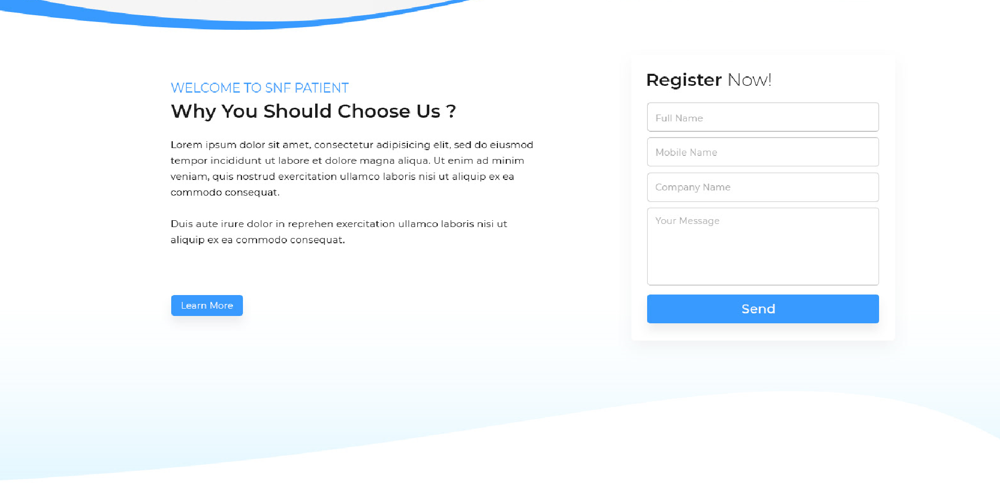 WELCOME TO SNF PATIENT
Why You Should Choose Us ?
Lorem ipsum dolor sit amet, consectetur adipisicing elit, sed do eiusmod
tempor incididunt ut labore et dolore magna aliqua. Ut enim ad minim
veniam, quis nostrud exercitation ullamco laboris nisi ut aliquip ex ea
commodo consequat.
Duis aute irure dolor in reprehen exercitation ullamco laboris nisi ut
aliquip ex ea commodo consequat.
Learn More
Register Now!
Full Name
Mobile Name
Company Name
Your Message
Send